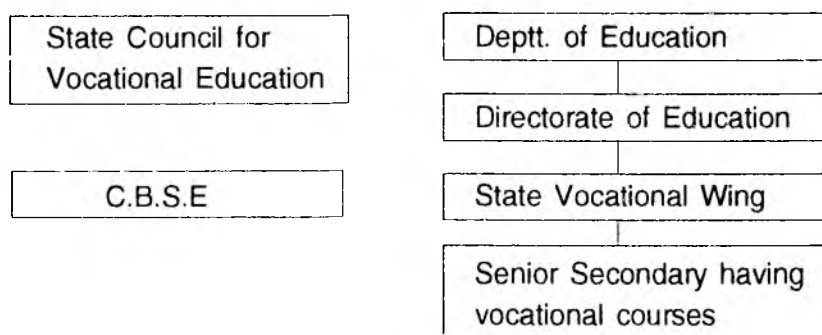 State Council for
Vocational Education
C.B.S.E
Deptt. of Education
Directorate of Education
State Vocational Wing
Senior Secondary having
vocational courses